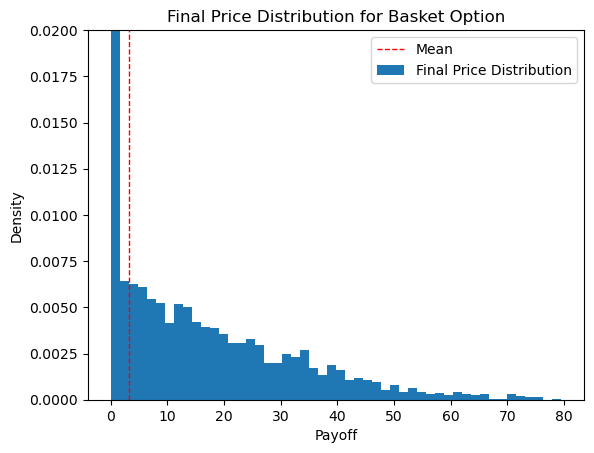 Final Price Distribution for Basket Option
Mean
Final Price Distribution
0.0200
0.0175
0.0150
0.0125
0.0100
0.0075
0.0050
0.0025
0.0000
Density
0 10 20 30 40 50 60 70 80
Payoff